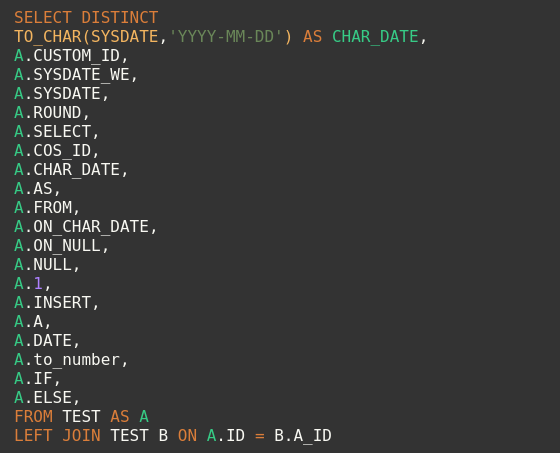 SELECT DISTINCT
TO_CHAR(SYSDATE,'YYYY-MM-DD') AS CHAR_DATE,
A.CUSTOM_ID,
A.SYSDATE_WE,
A.SYSDATE,
A.ROUND,
A.SELECT,
A.COS_ID,
A.CHAR_DATE,
A.AS,
A.FROM,
A.ON_CHAR_DATE,
A.ON_NULL,
A.NULL,
A.1,
A.INSERT,
A.A,
A.DATE,
A.to_number,
A.IF,
A.ELSE,
FROM TEST AS A
LEFT JOIN TEST B ON A.ID = B.A_ID